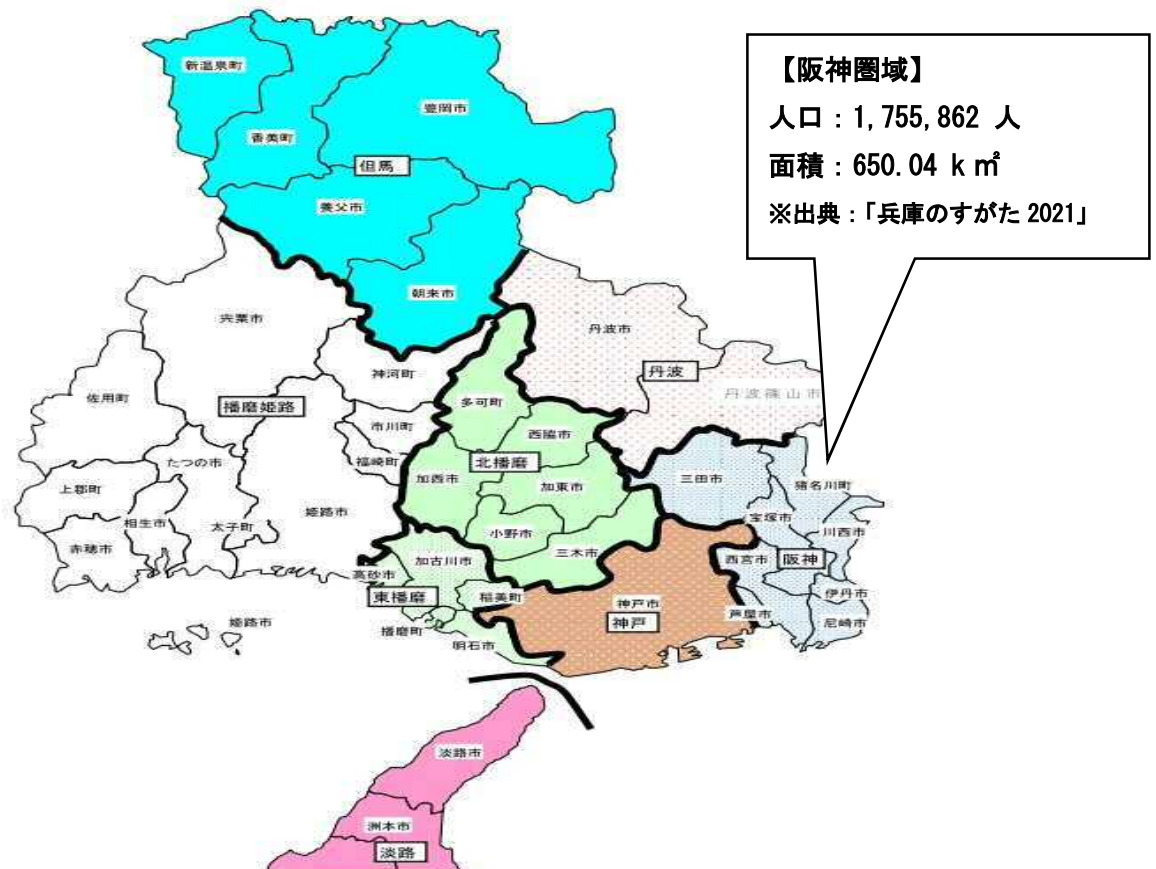 【阪神圏域】
人口：1,755,862 人
面積：650.04 k㎡
※出典：「兵庫のすがた 2021」
新温泉町
豊岡市
香美町
但馬
養父市
朝来市
宍粟市
丹波市
神河町
丹波
佐用町
丹波篠山市
多可町
播磨姫路
市川町
西脇市
たつの市
福崎町
北播磨
加西市
三田市
加東市
猪名川町
上郡町
姫路市
宝塚市
相生市
太子町
小野市
川西市
赤穂市
三木市
西宮市
阪神
加古川市
高砂市
東播磨
稲美町
伊丹市
神戸市
芦屋市
姫路市
神戸
尼崎市
播磨町
明石市
淡路市
洲本市
淡路